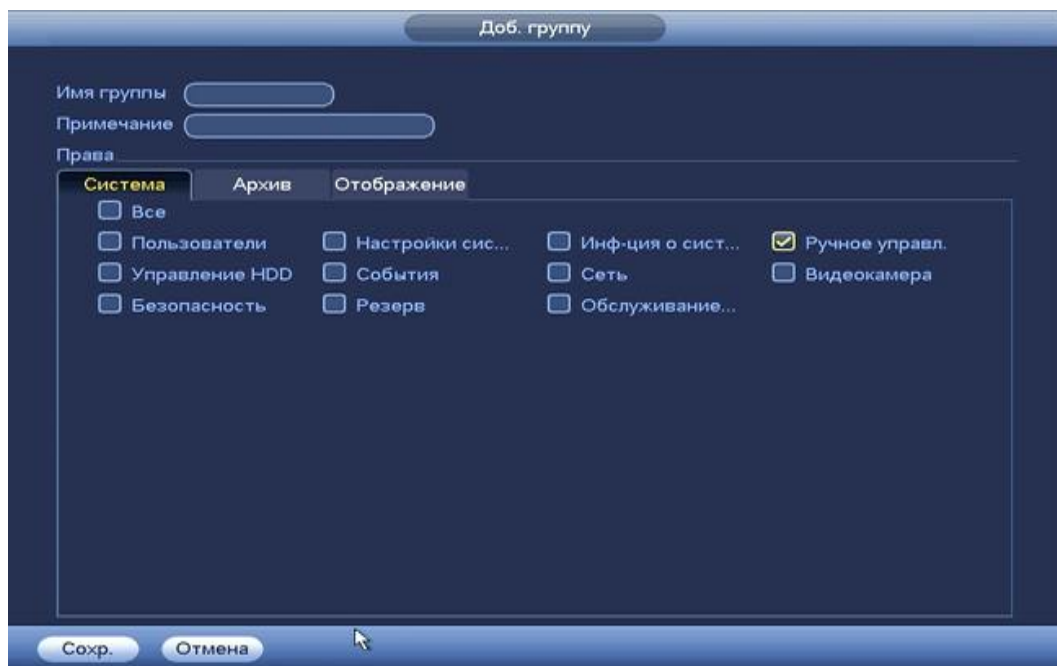 Доб. группу
Имя группы
Примечание
Права
Система Архив Отображение
Все
Пользователи Настройки сис... Инф-ция о сист... Ручное управл.
Управление HDD События Сеть Видеокамера
Безопасность Резерв Обслуживание...
Сохр. Отмена